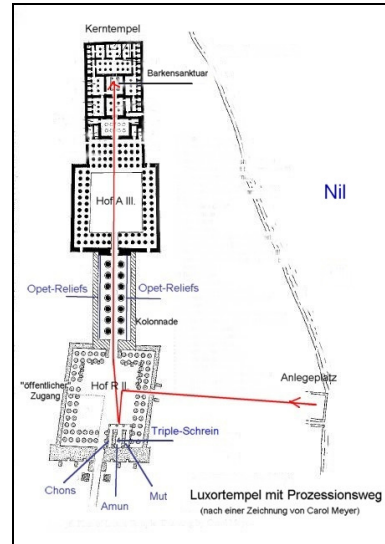 Kerntempel
Barkensanktuar
Nil
Hof A III.
Opet-Reliefs
Opet-Reliefs
Kolonnade
"öffentlicher"
Zugang
Hof R II.
Anlegeplatz
Triple-Schrein
Chons
Mut
Amun
Luxortempel mit Prozessionsweg
(nach einer Zeichnung von Carol Meyer)